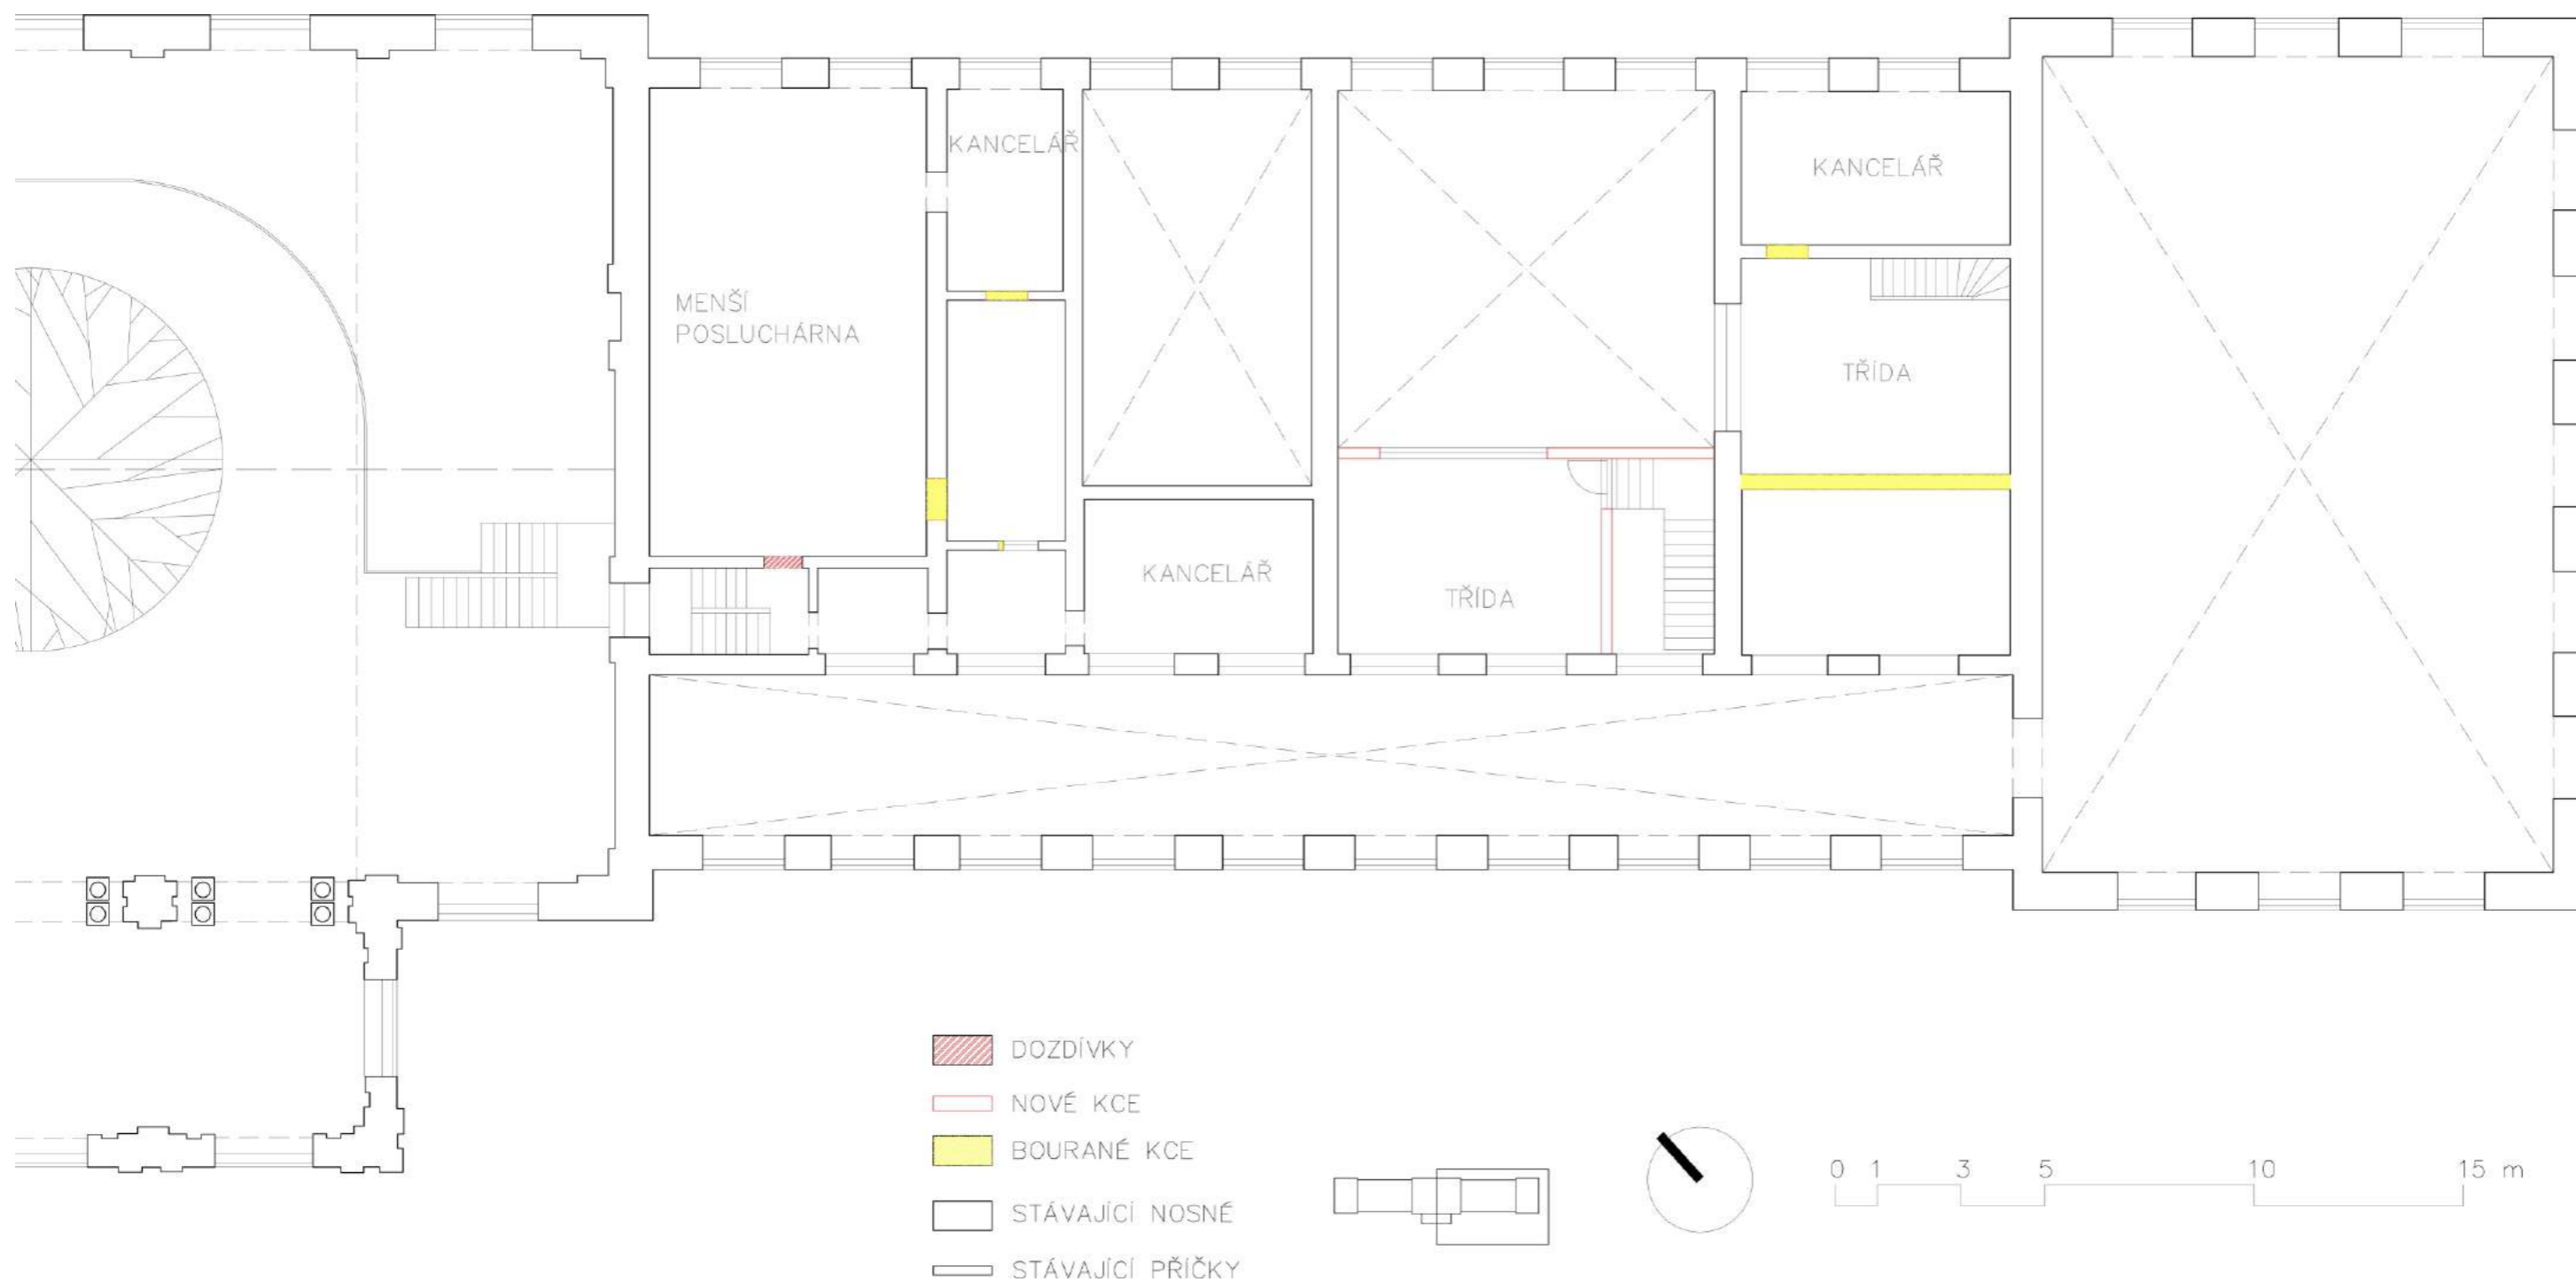 KANCELÁŘ
KANCELÁŘ
MENŠÍ
POSLUCHÁRNA
TŘÍDA
KANCELÁŘ
TŘÍDA
DOZDÍVKY
NOVÉ KCE
BOURANÉ KCE
STÁVAJÍCÍ NOSNÉ
STÁVAJÍCÍ PŘÍČKY
0 1 3 5 10 15 m